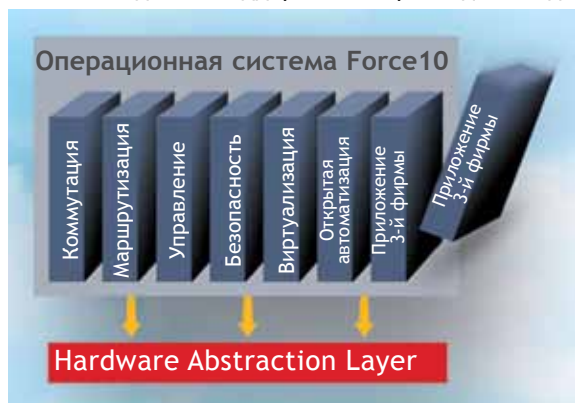 Операционная система Force10
Коммутация
Маршрутизация
Управление
Безопасность
Виртуализация
Открытая
автоматизация
Приложение
3-й фирмы
Приложение
3-й фирмы
Hardware Abstraction Layer